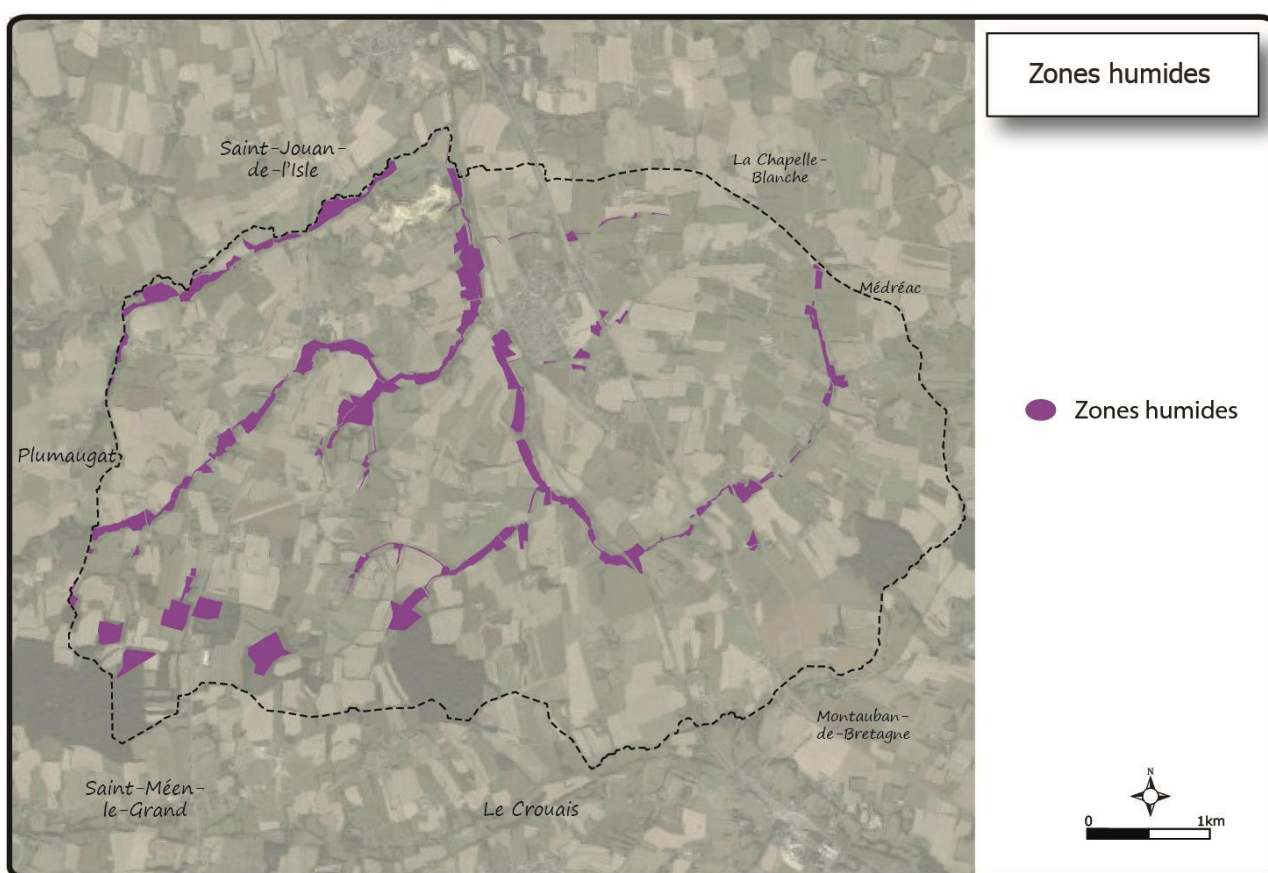 Zones humides
Saint-Jouan-
de-l'Isle
La Chapelle-
Blanche
Médréac
Zones humides
Plumaugat
Montauban-
de-Bretagne
Saint-Méen-
le-Grand
Le Crouais
N
0 1km